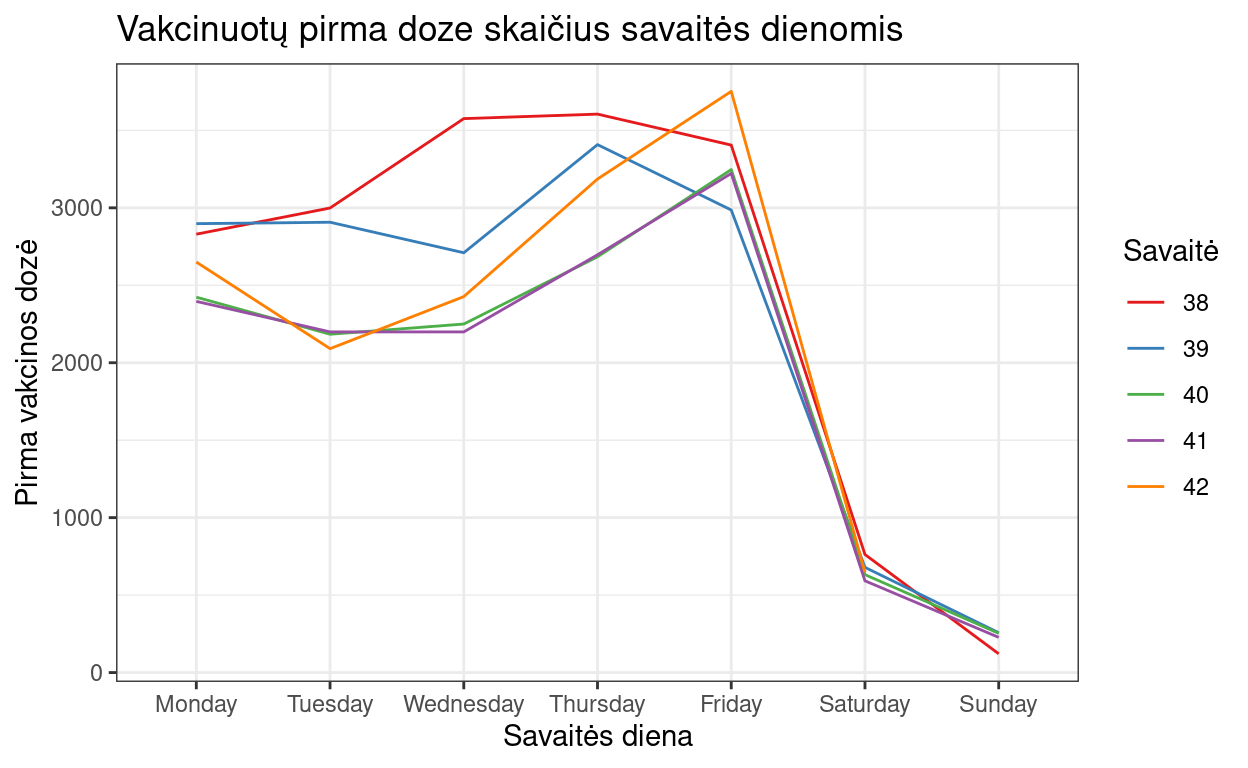 Vakcinuotų pirma doze skaičius savaitės dienomis
Pirma vakcinos dozė
3000
2000
1000
0
Monday
Tuesday
Wednesday
Thursday
Friday
Saturday
Sunday
Savaitės diena
Savaitė
38
39
40
41
42